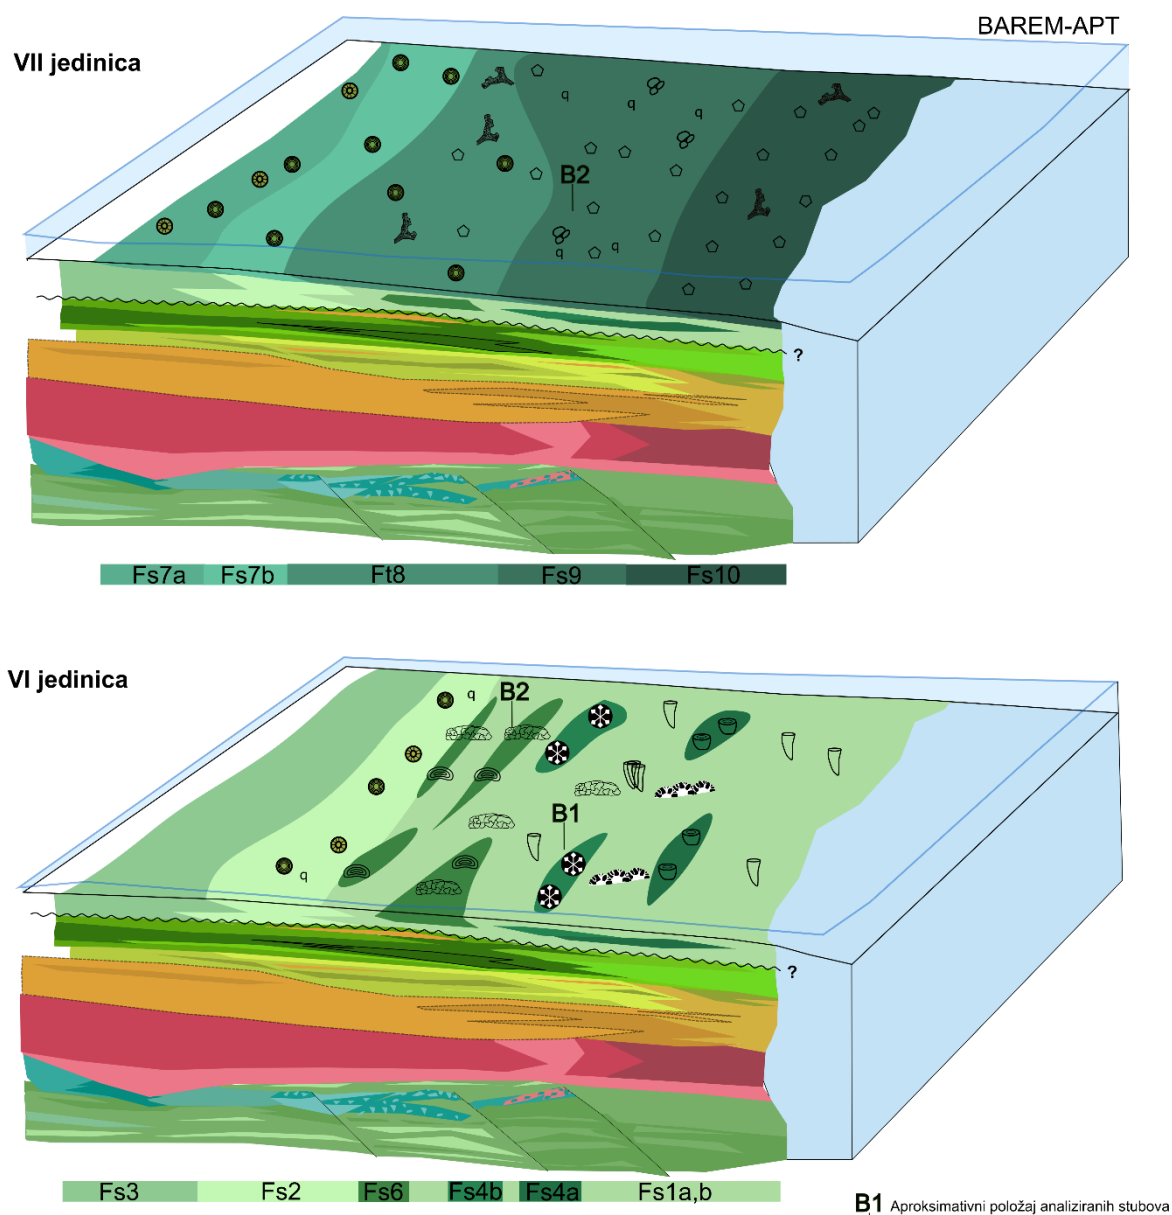 BAREM-APT
VII jedinica
q
q
q
B2
q
q
?
Fs7a Fs7b Ft8 Fs9 Fs10
VI jedinica
q
B2
B1
q
?
Fs3 Fs2 Fs6 Fs4b Fs4a Fs1a,b
B1 Aproksimativni položaj analiziranih stubova